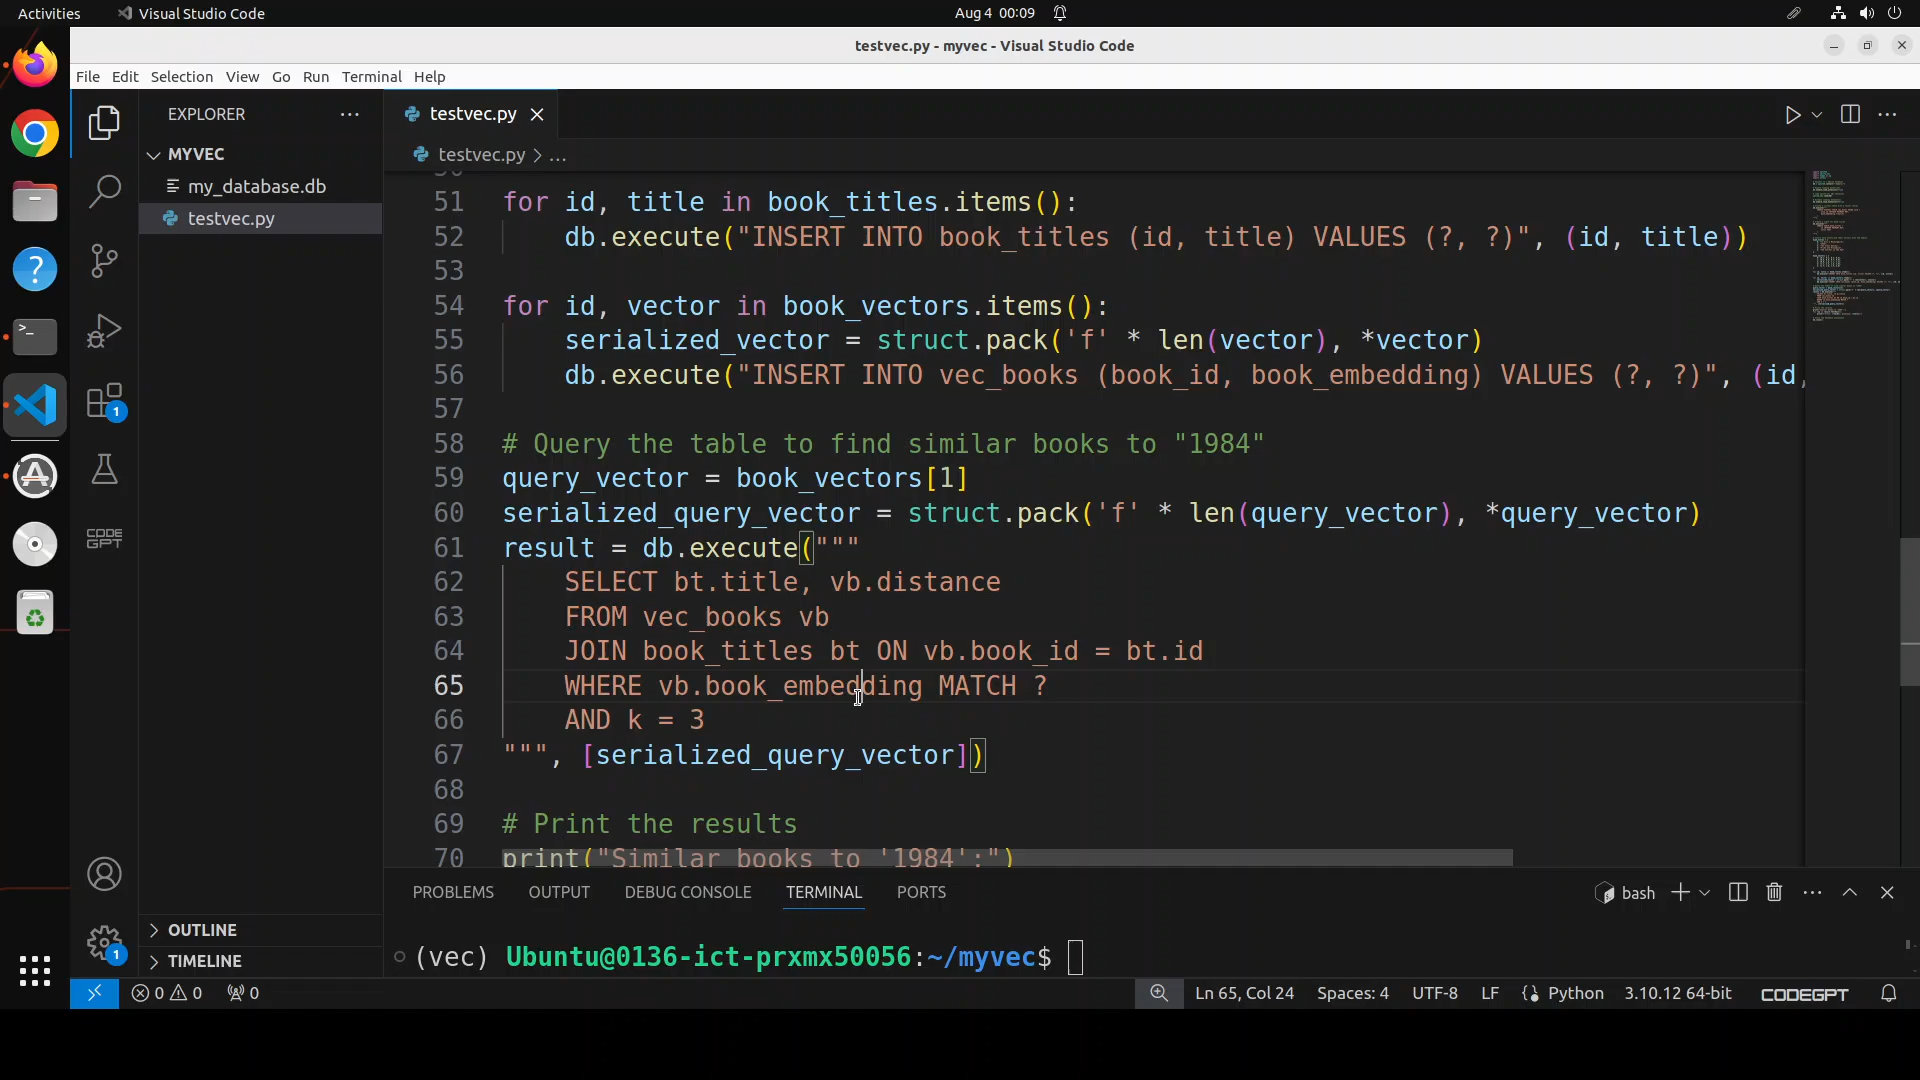 Activities
Visual Studio Code
Aug 4 00:09
testvec.py - myvec - Visual Studio Code
File Edit Selection View Go Run Terminal Help
EXPLORER
MYVEC
my_database.db
testvec.py
OUTLINE
TIMELINE
1
CODE
GPT
1
testvec.py
testvec.py > ...
51 for id, title in book_titles.items():
52 db.execute("INSERT INTO book_titles (id, title) VALUES (?, ?)", (id, title))
53
54 for id, vector in book_vectors.items():
55 serialized_vector = struct.pack('f' * len(vector), *vector)
56 db.execute("INSERT INTO vec_books (book_id, book_embedding) VALUES (?, ?)", (id,
57
58 # Query the table to find similar books to "1984"
59 query_vector = book_vectors[1]
60 serialized_query_vector = struct.pack('f' * len(query_vector), *query_vector)
61 result = db.execute("""
62 SELECT bt.title, vb.distance
63 FROM vec_books vb
64 JOIN book_titles bt ON vb.book_id = bt.id
65 WHERE vb.book_embedding MATCH ?
66 AND k = 3
67 """, [serialized_query_vector])
68
69 # Print the results
70 print("Similar books to '1984':")
PROBLEMS OUTPUT DEBUG CONSOLE TERMINAL PORTS
bash
(vec) Ubuntu@0136-ict-prxmx50056:~/myvec$
0 0 0
Ln 65, Col 24 Spaces: 4 UTF-8 LF Python 3.10.12 64-bit CODEGPT